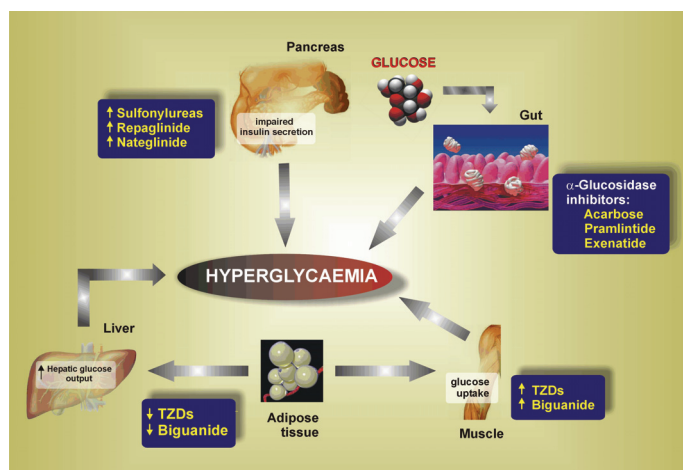 Pancreas
GLUCOSE
Gut
↑ Sulfonylureas
↑ Repaglinide
↑ Nateglinide
impaired
insulin secretion
α-Glucosidase
inhibitors:
Acarbose
Pramlintide
Exenatide
HYPERGLYCAEMIA
Liver
↑ Hepatic glucose
output
↓ TZDs
↓ Biguanide
Adipose
tissue
glucose
uptake
Muscle
↑ TZDs
↑ Biguanide